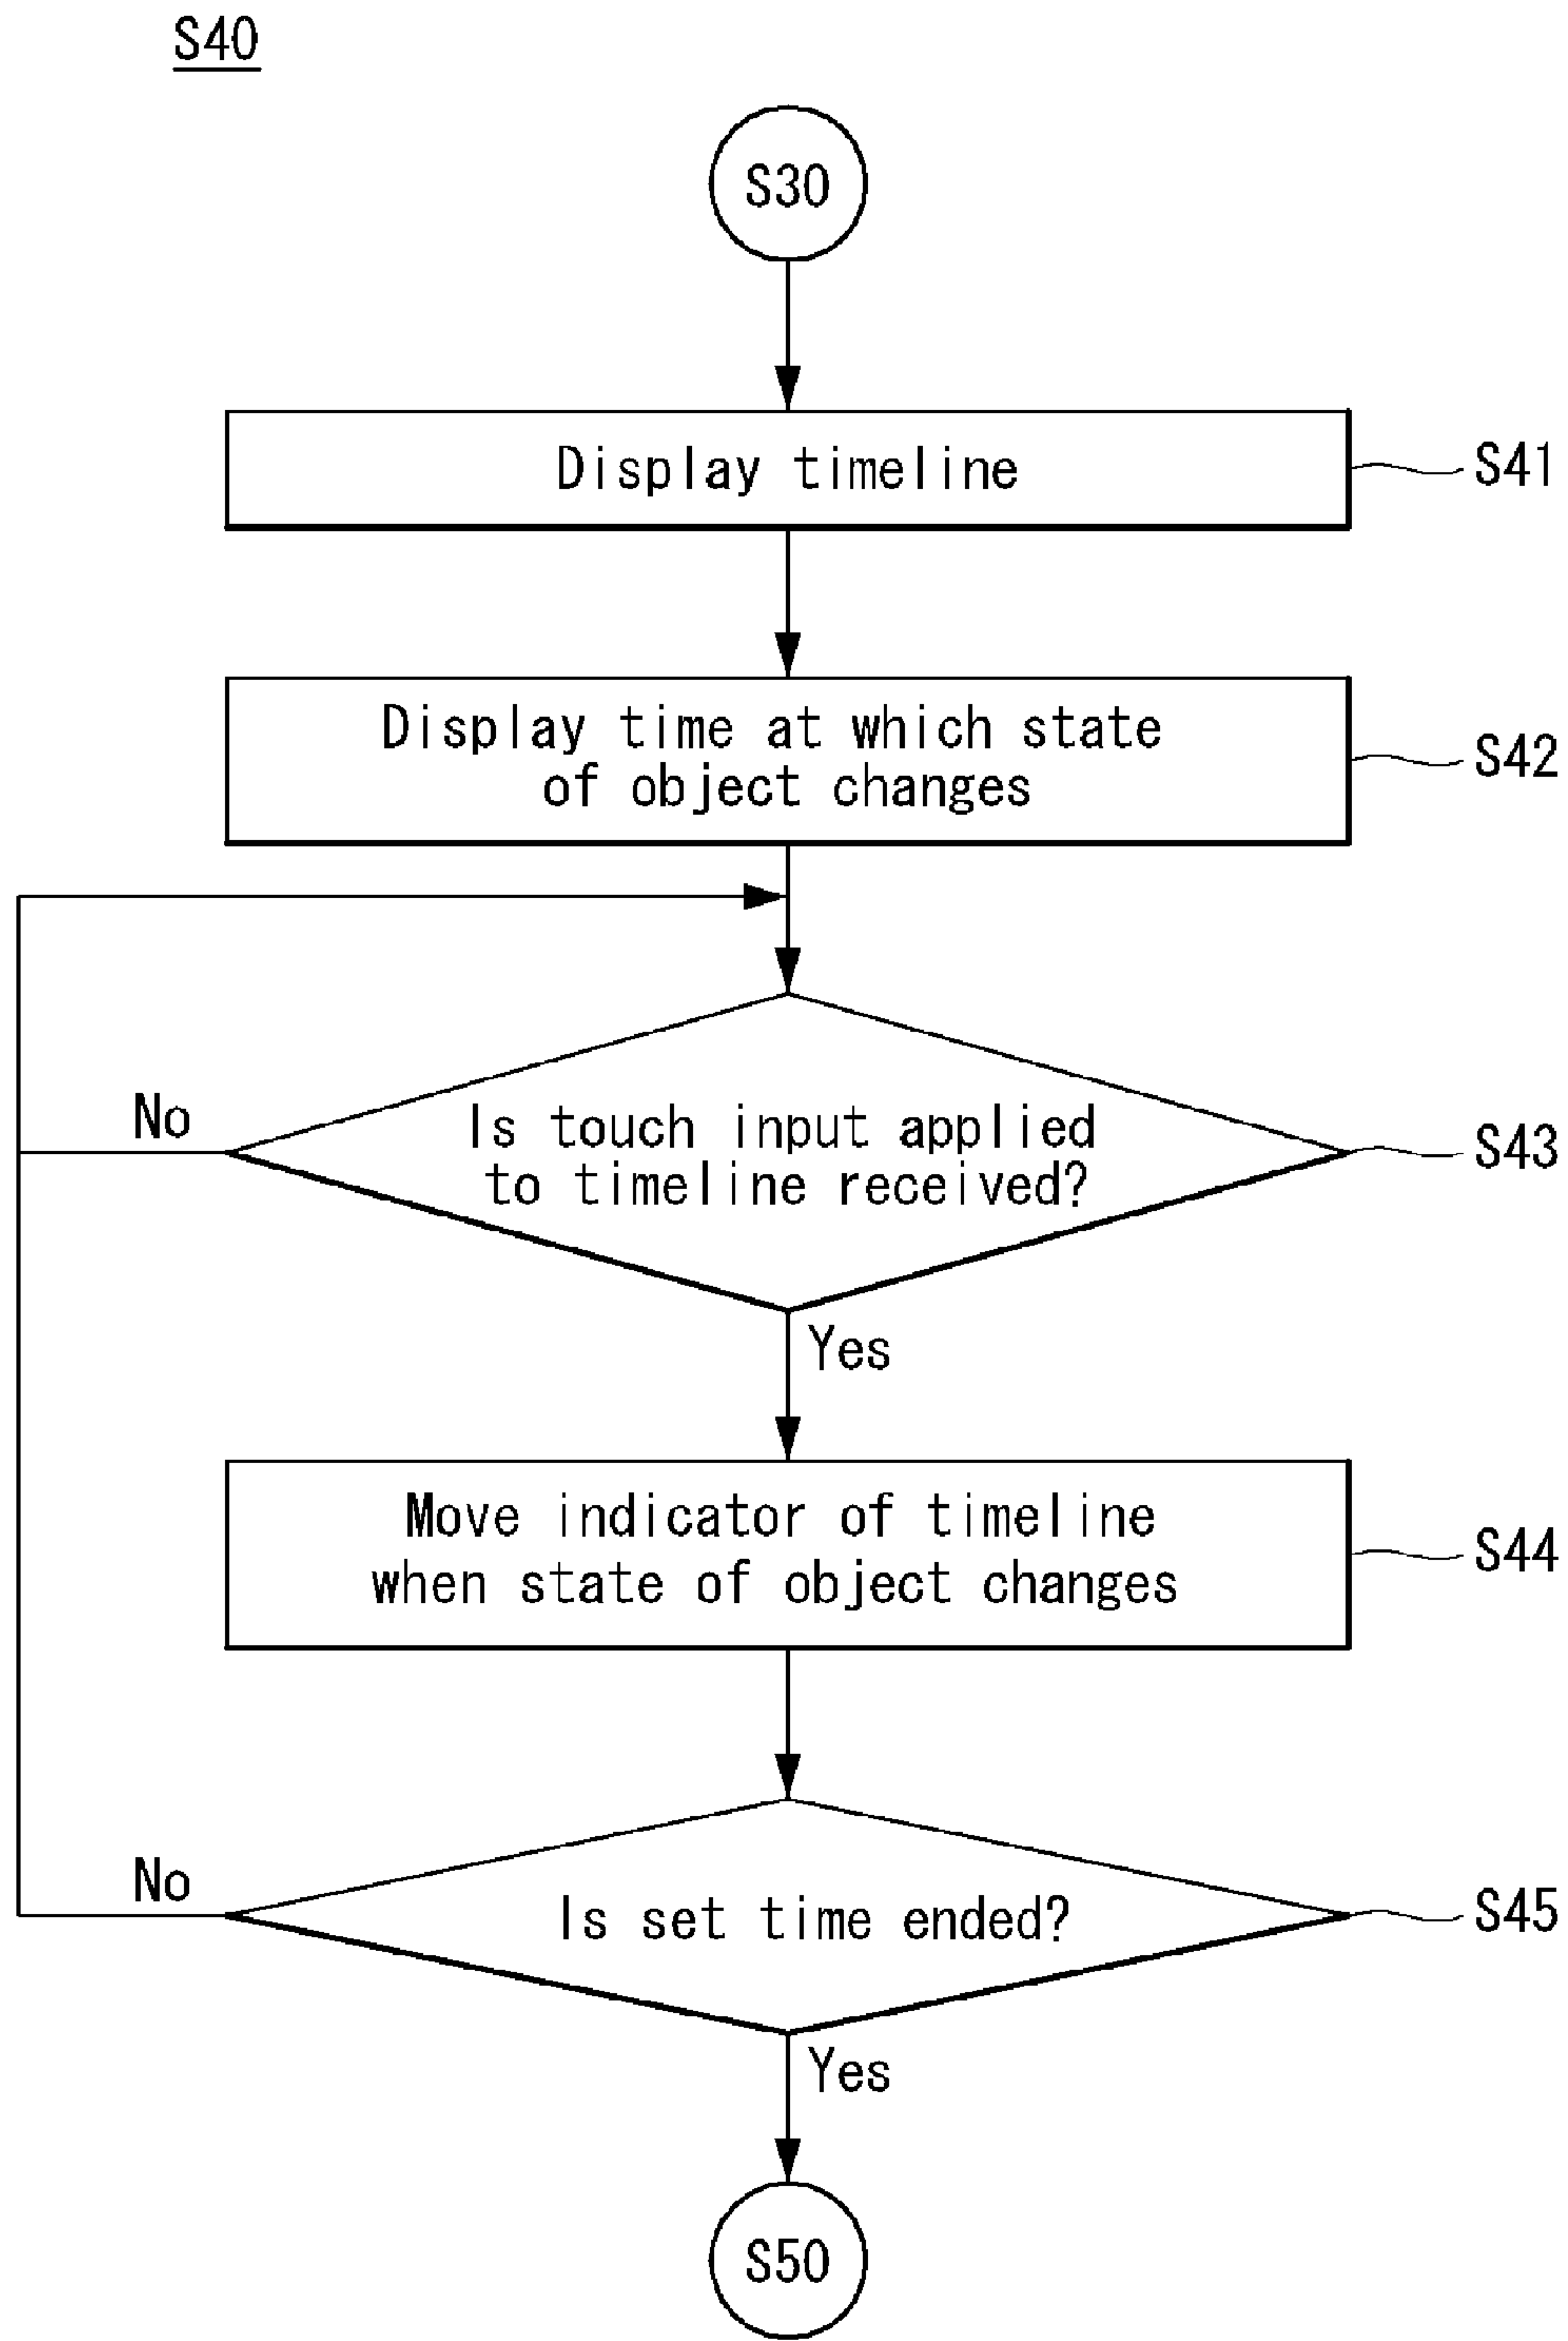 S40
S30
Display timeline
S41
Display time at which state
of object changes
S42
No
Is touch input applied
to timeline received?
S43
Yes
Move indicator of timeline
when state of object changes
S44
No
Is set time ended?
S45
Yes
S50